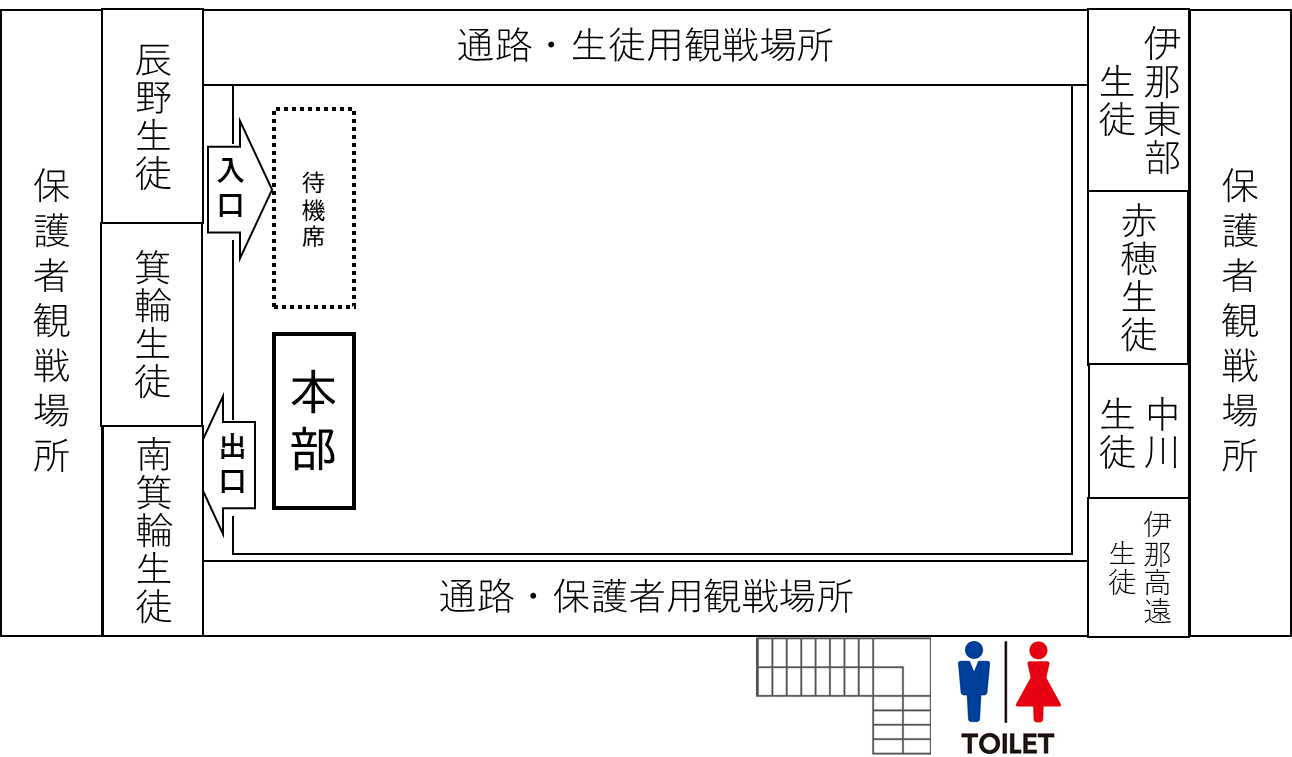 通路・生徒用観戦場所
保護者観戦場所
辰野生徒
箕輪生徒
南箕輪生徒
入口
出口
待機席
本部
伊那東部
生徒
赤穂生徒
中川
生徒
伊那高遠
生徒
保護者観戦場所
通路・保護者用観戦場所
TOILET